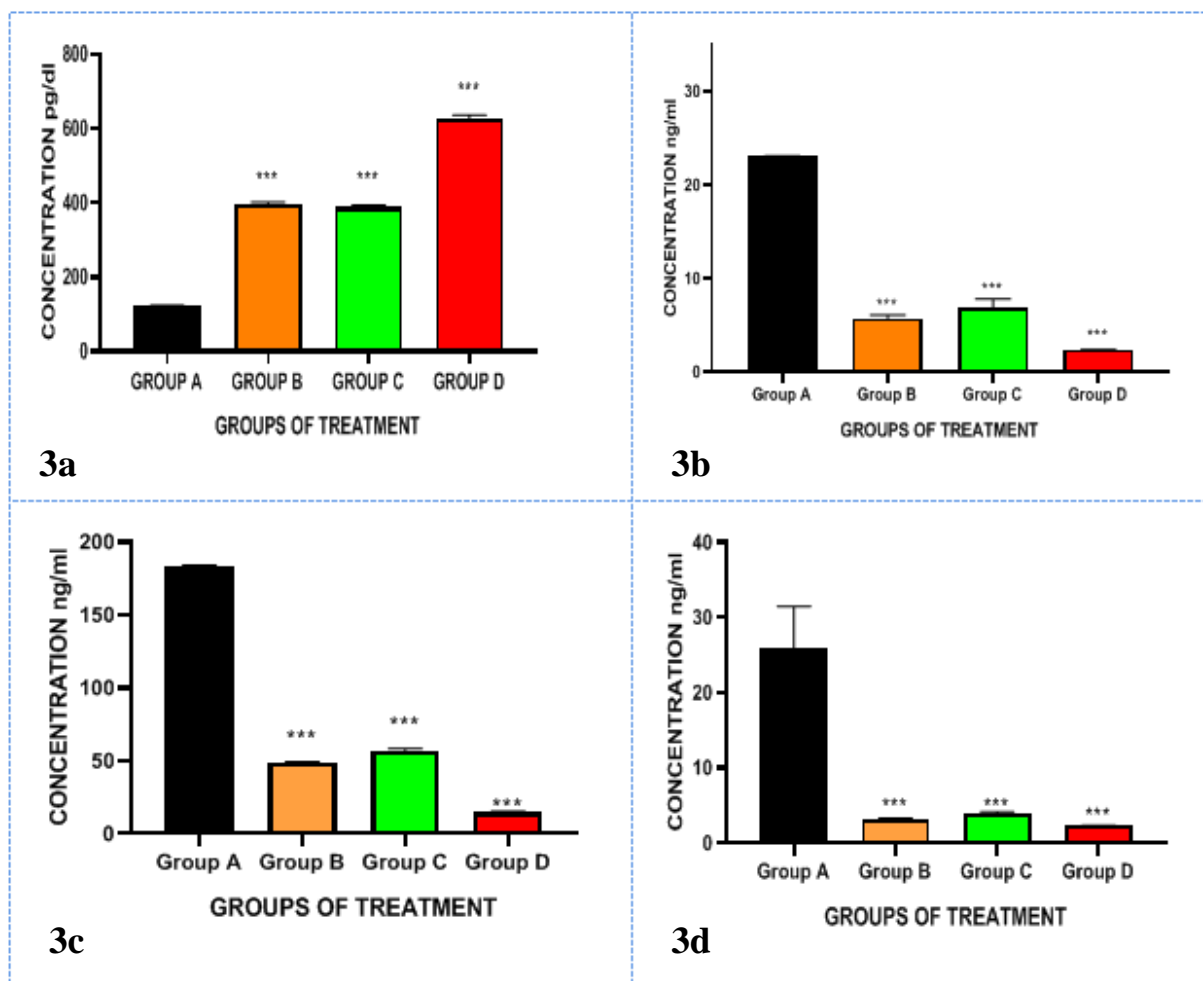 CONCENTRATION pg/dl
800
600
400
200
0
***
***
***
GROUP A GROUP B GROUP C GROUP D
GROUPS OF TREATMENT
3a
CONCENTRATION ng/ml
30
20
10
0
***
***
***
Group A Group B Group C Group D
GROUPS OF TREATMENT
3b
CONCENTRATION ng/ml
200
150
100
50
0
***
***
***
Group A Group B Group C Group D
GROUPS OF TREATMENT
3c
CONCENTRATION ng/ml
40
30
20
10
0
***
***
***
Group A Group B Group C Group D
GROUPS OF TREATMENT
3d